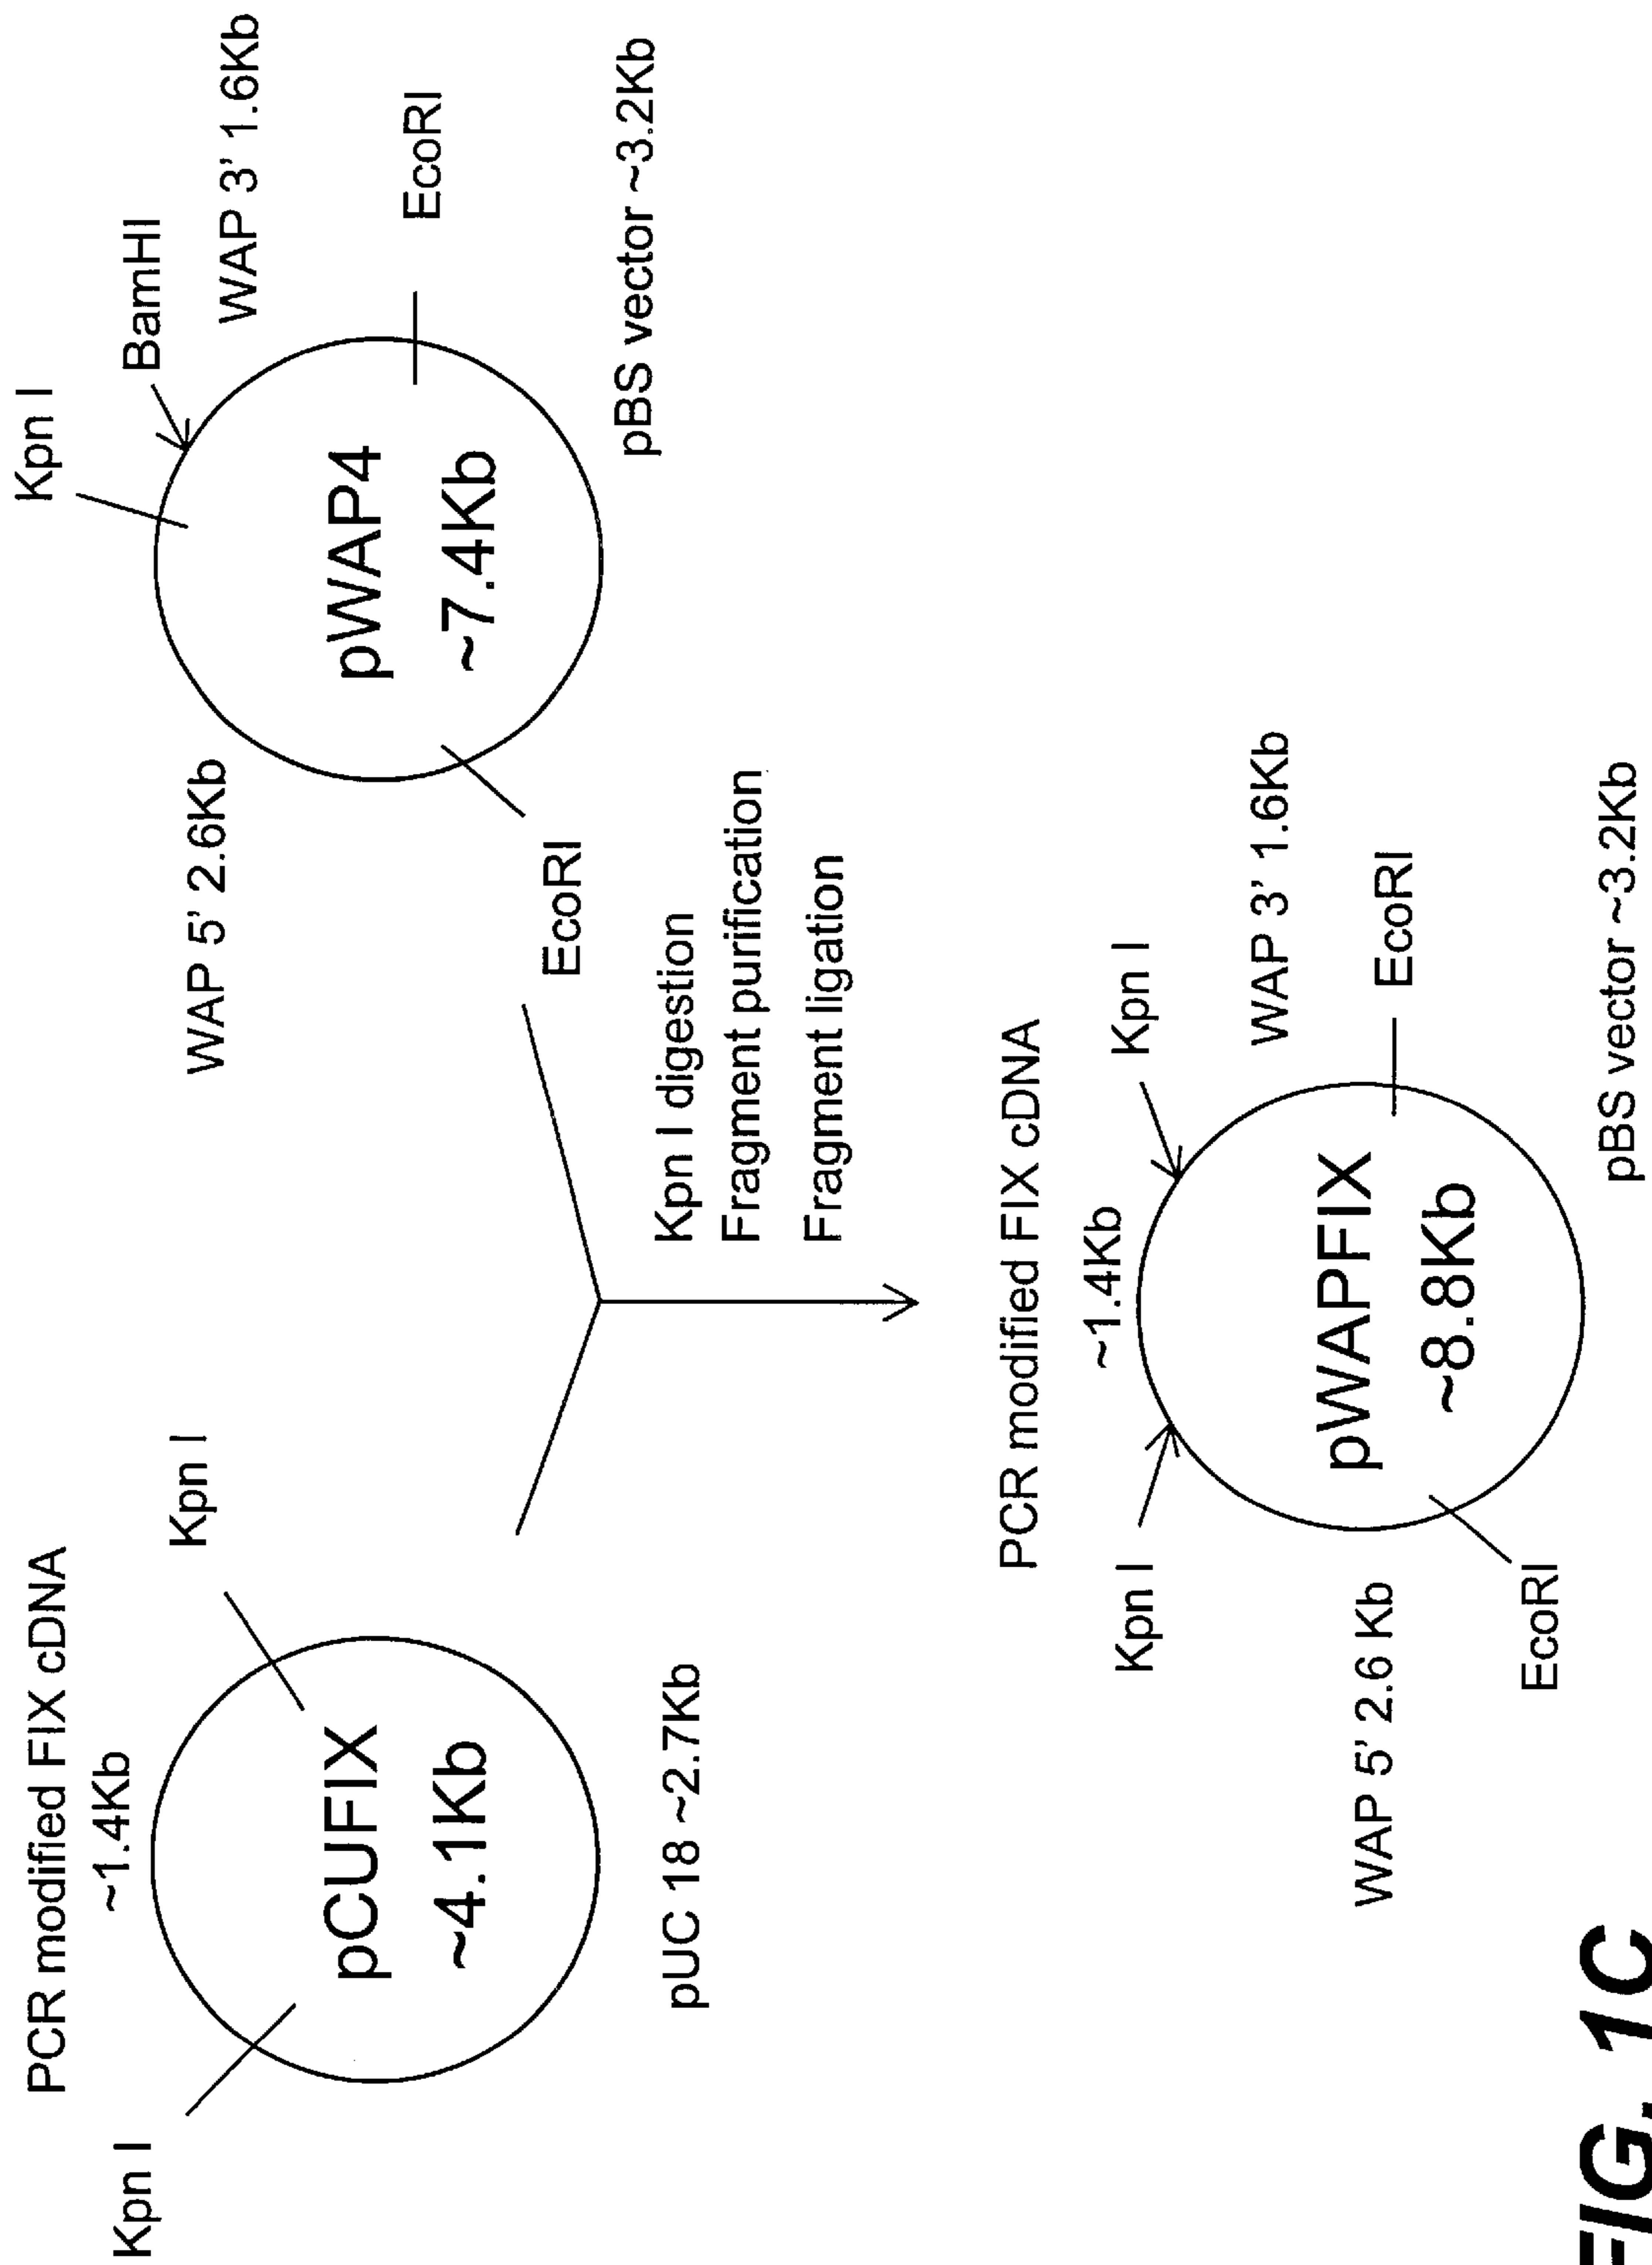 PCR modified FIX cDNA
~1.4Kb
Kpn I
Kpn I
pCUFIX
~4.1Kb
pUC 18 ~2.7Kb
Kpn I
BamHI
WAP 5' 2.6Kb
WAP 3' 1.6Kb
pWAP4
~7.4Kb
EcoRI
EcoRI
pBS vector ~3.2Kb
Kpn I digestion
Fragment purification
Fragment ligation
PCR modified FIX cDNA
~1.4Kb
Kpn I
Kpn I
WAP 5' 2.6 Kb
WAP 3' 1.6Kb
pWAPFIX
~8.8Kb
EcoRI
EcoRI
pBS vector ~3.2Kb
FIG. 1C